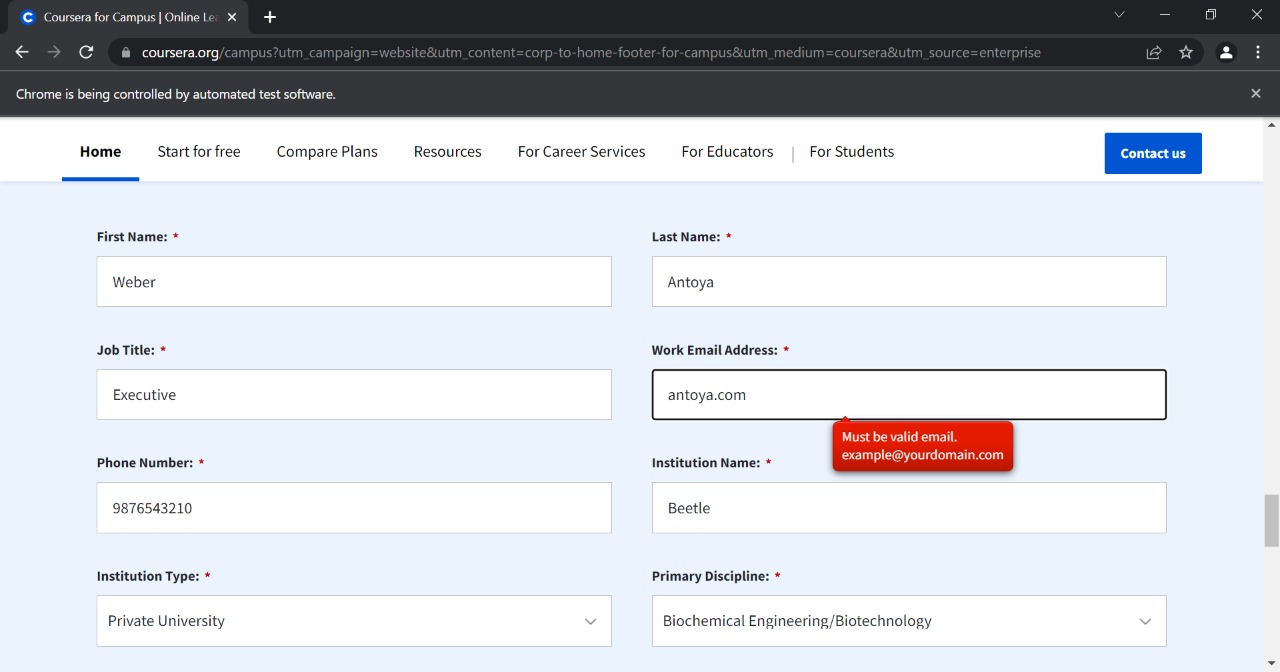 Coursera for Campus | Online Le
coursera.org/campus?utm_campaign=website&utm_content=corp-to-home-footer-for-campus&utm_medium=coursera&utm_source=enterprise
Chrome is being controlled by automated test software.
Home Start for free Compare Plans Resources For Career Services For Educators | For Students Contact us
First Name: * Last Name: *
Weber Antoya
Job Title: * Work Email Address: *
Executive antoya.com
Must be valid email.
example@yourdomain.com
Phone Number: * Institution Name: *
9876543210 Beetle
Institution Type: * Primary Discipline: *
Private University Biochemical Engineering/Biotechnology